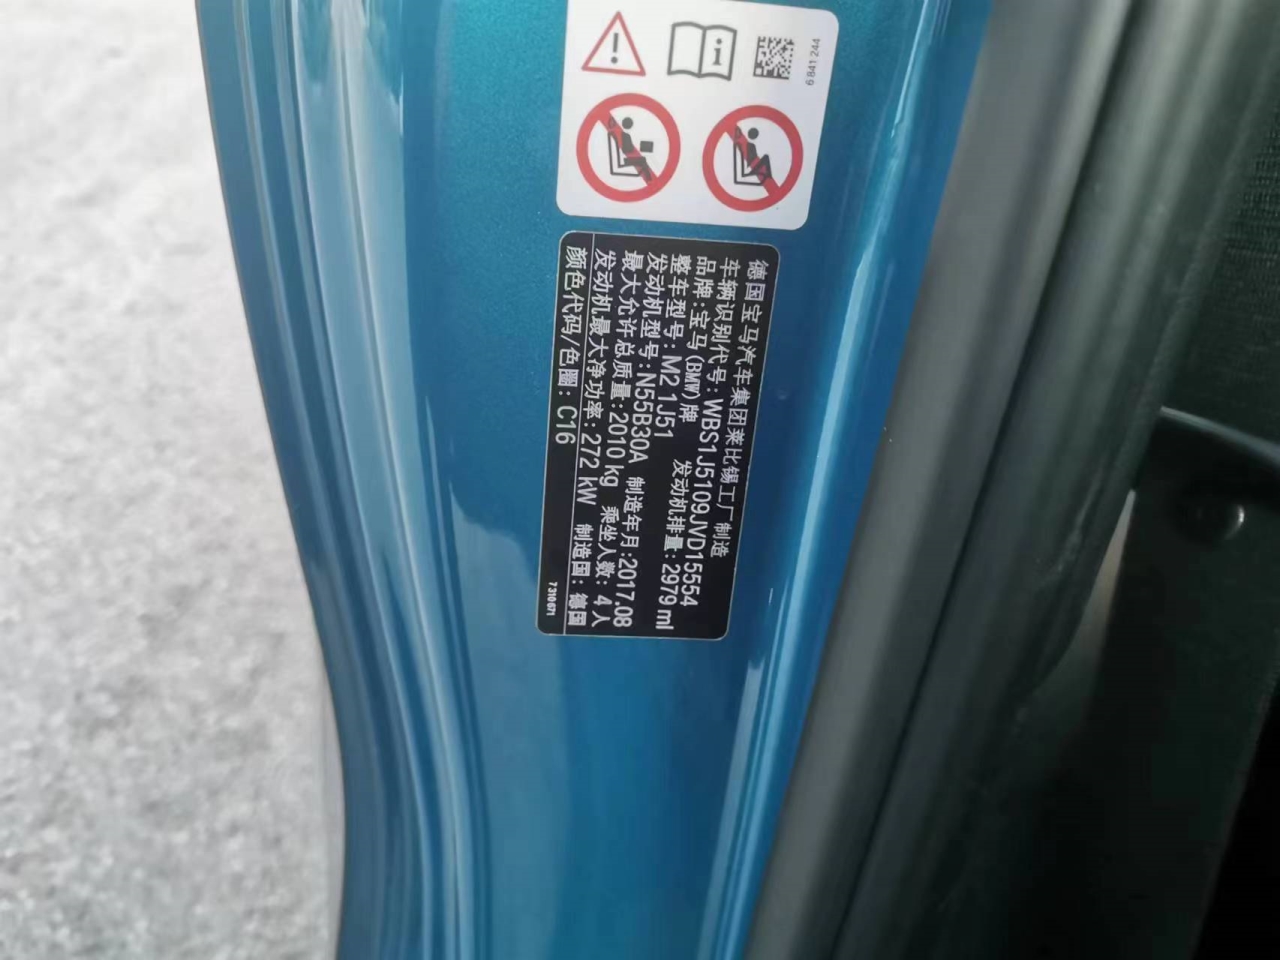 6 841 244
德国宝马汽车集团莱比锡工厂 制造
车辆识别代号: WBS1J5109JVD15554
品牌: 宝马(BMW)牌 发动机排量: 2979 ml
整车型号: M2 1J51
发动机型号: N55B30A 制造年月: 2017.08
最大允许总质量: 2010 kg 乘坐人数: 4 人
发动机最大净功率: 272 kW 制造国: 德国
颜色代码/色圈: C16
7310671